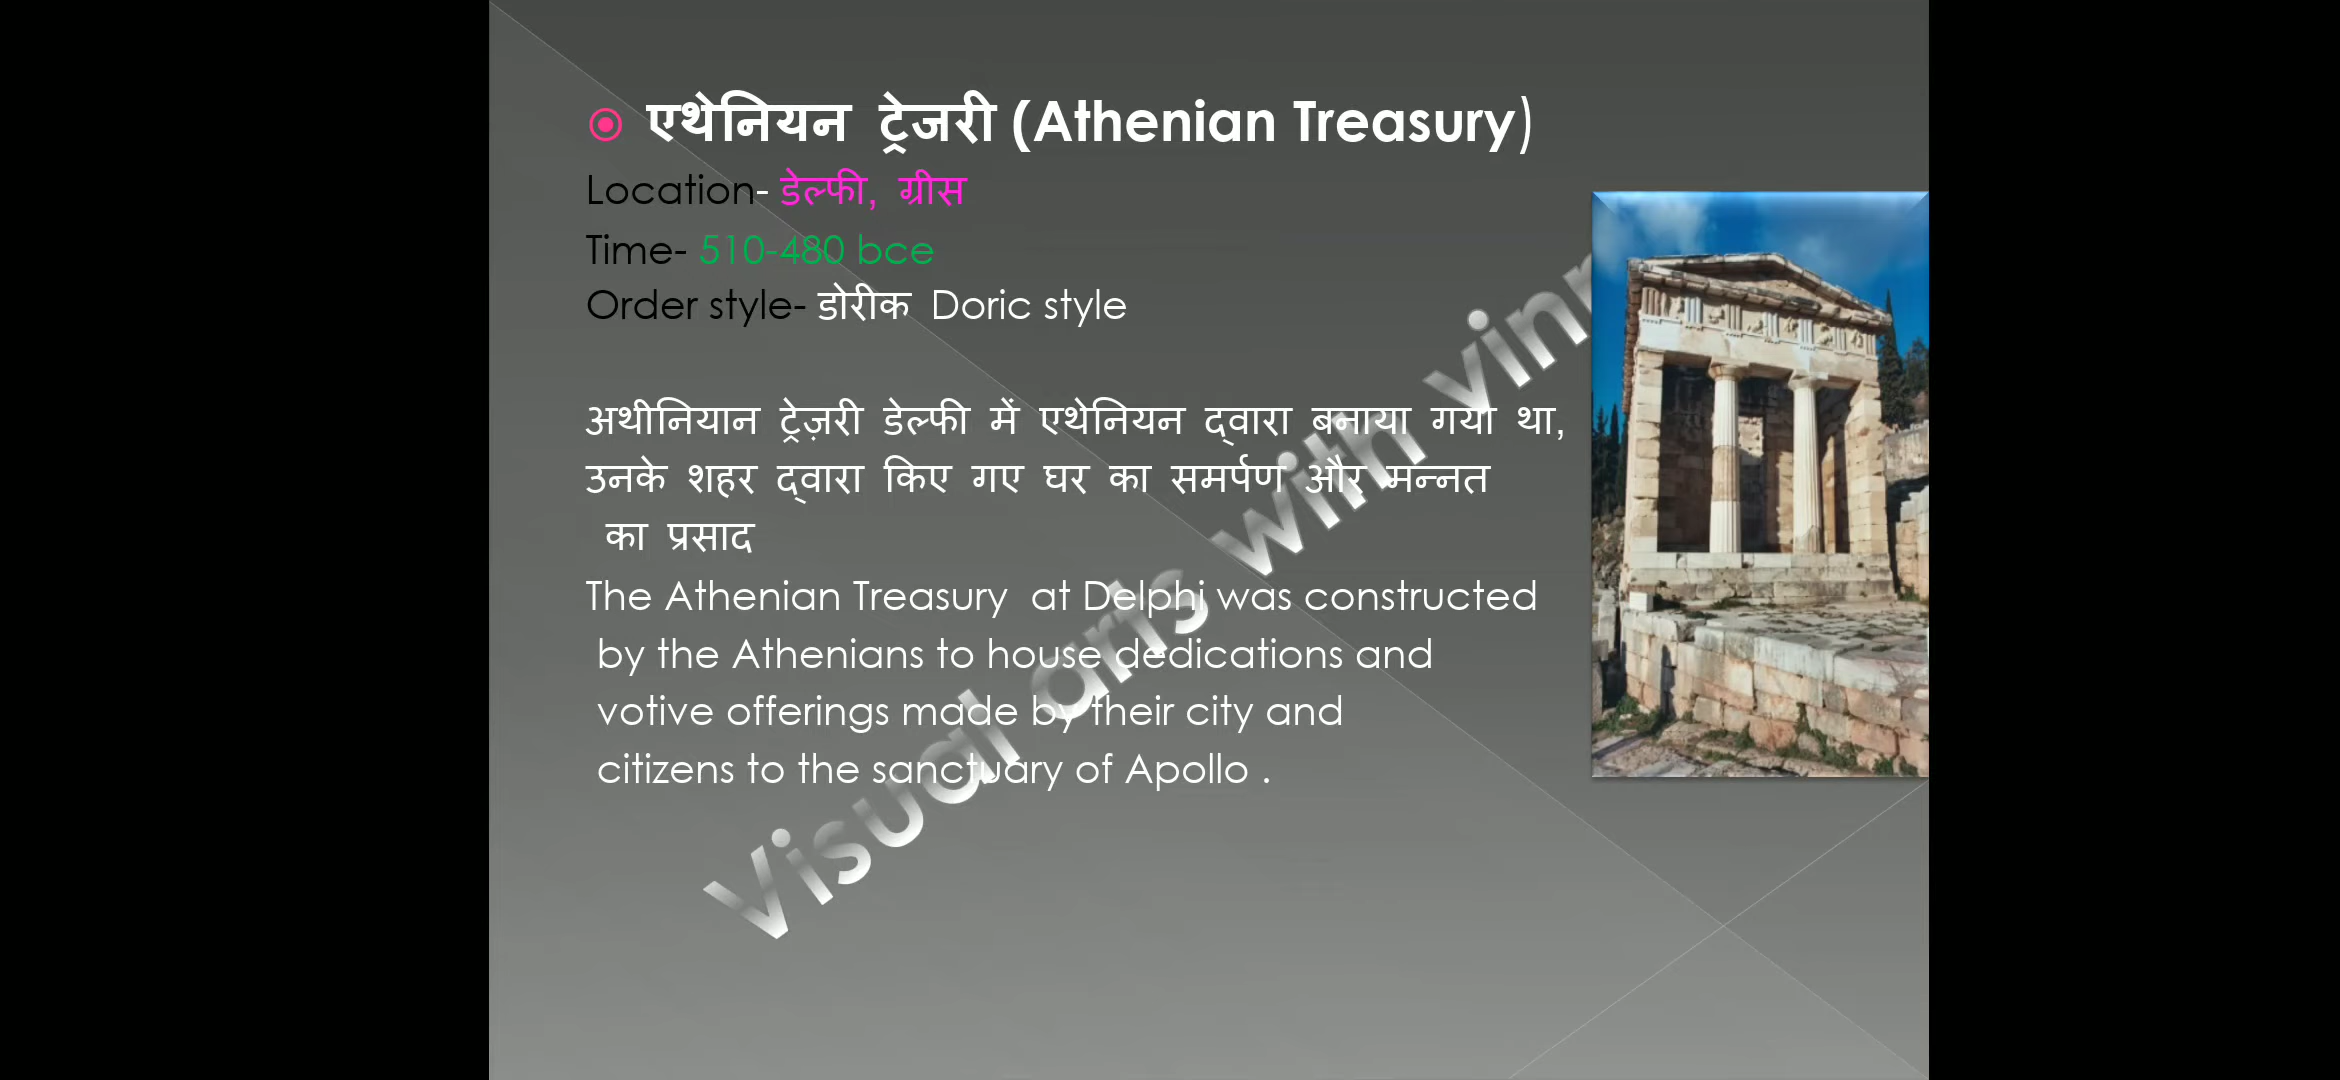 एथेनियन ट्रेजरी (Athenian Treasury)
Location- डेल्फी, ग्रीस
Time- 510-480 bce
Order style- डोरीक Doric style
अथीनियान ट्रेज़री डेल्फी में एथेनियन द्वारा बनाया गया था,
उनके शहर द्वारा किए गए घर का समर्पण और मन्नत
का प्रसाद
The Athenian Treasury at Delphi was constructed
by the Athenians to house dedications and
votive offerings made by their city and
citizens to the sanctuary of Apollo .
Visual arts with